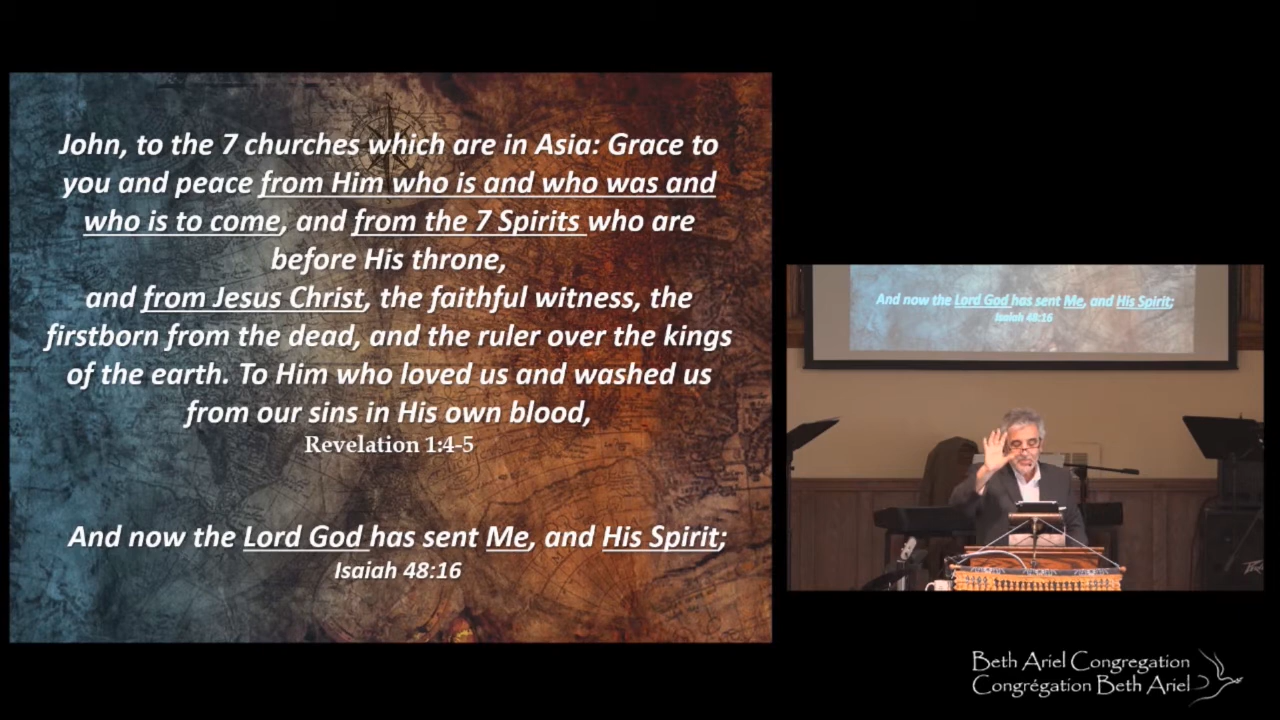 John, to the 7 churches which are in Asia: Grace to
you and peace from Him who is and who was and
who is to come, and from the 7 Spirits who are
before His throne,
and from Jesus Christ, the faithful witness, the
firstborn from the dead, and the ruler over the kings
of the earth. To Him who loved us and washed us
from our sins in His own blood,
Revelation 1:4-5
And now the Lord God has sent Me, and His Spirit;
Isaiah 48:16
And now the Lord God has sent Me, and His Spirit;
Isaiah 48:16
Beth Ariel Congregation
Congrégation Beth Ariel